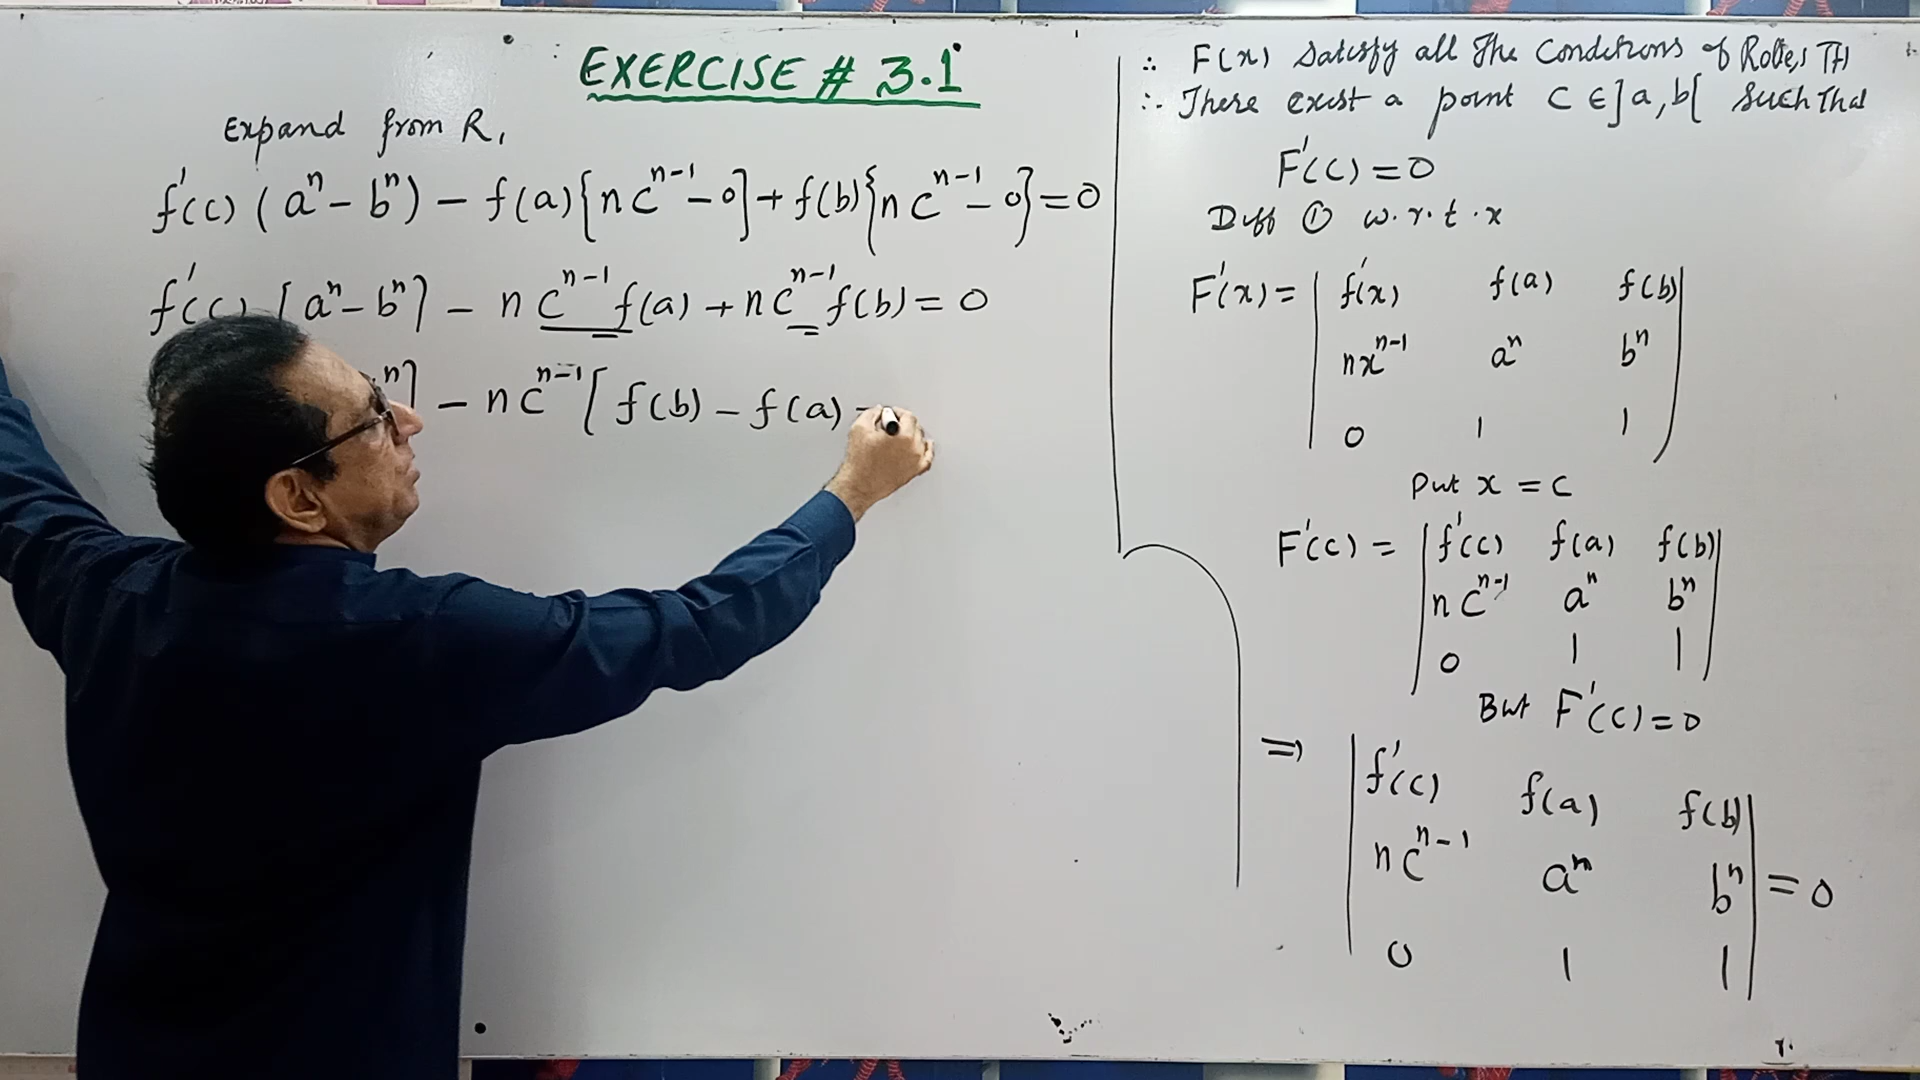 EXERCISE # 3.1
Expand from R₁
f'(c) (aⁿ - bⁿ) - f(a){n cⁿ⁻¹ - 0} + f(b){n cⁿ⁻¹ - 0} = 0
f'(c) [aⁿ - bⁿ] - n cⁿ⁻¹ f(a) + n cⁿ⁻¹ f(b) = 0
ⁿ] - n cⁿ⁻¹ [ f(b) - f(a)
∴ F(x) Satisfy all the Conditions of Rolle,s TH
∴ There exist a point C ∈ ]a, b[ such that
F'(c) = 0
Diff ① w.r.t.x
F'(x) = | f'(x) f(a) f(b) |
nxⁿ⁻¹ aⁿ bⁿ
0 1 1
Put x = c
F'(c) = | f'(c) f(a) f(b) |
n cⁿ⁻¹ aⁿ bⁿ
0 1 1
But F'(c) = 0
⇒ | f'(c) f(a) f(b) |
n cⁿ⁻¹ aⁿ bⁿ = 0
0 1 1